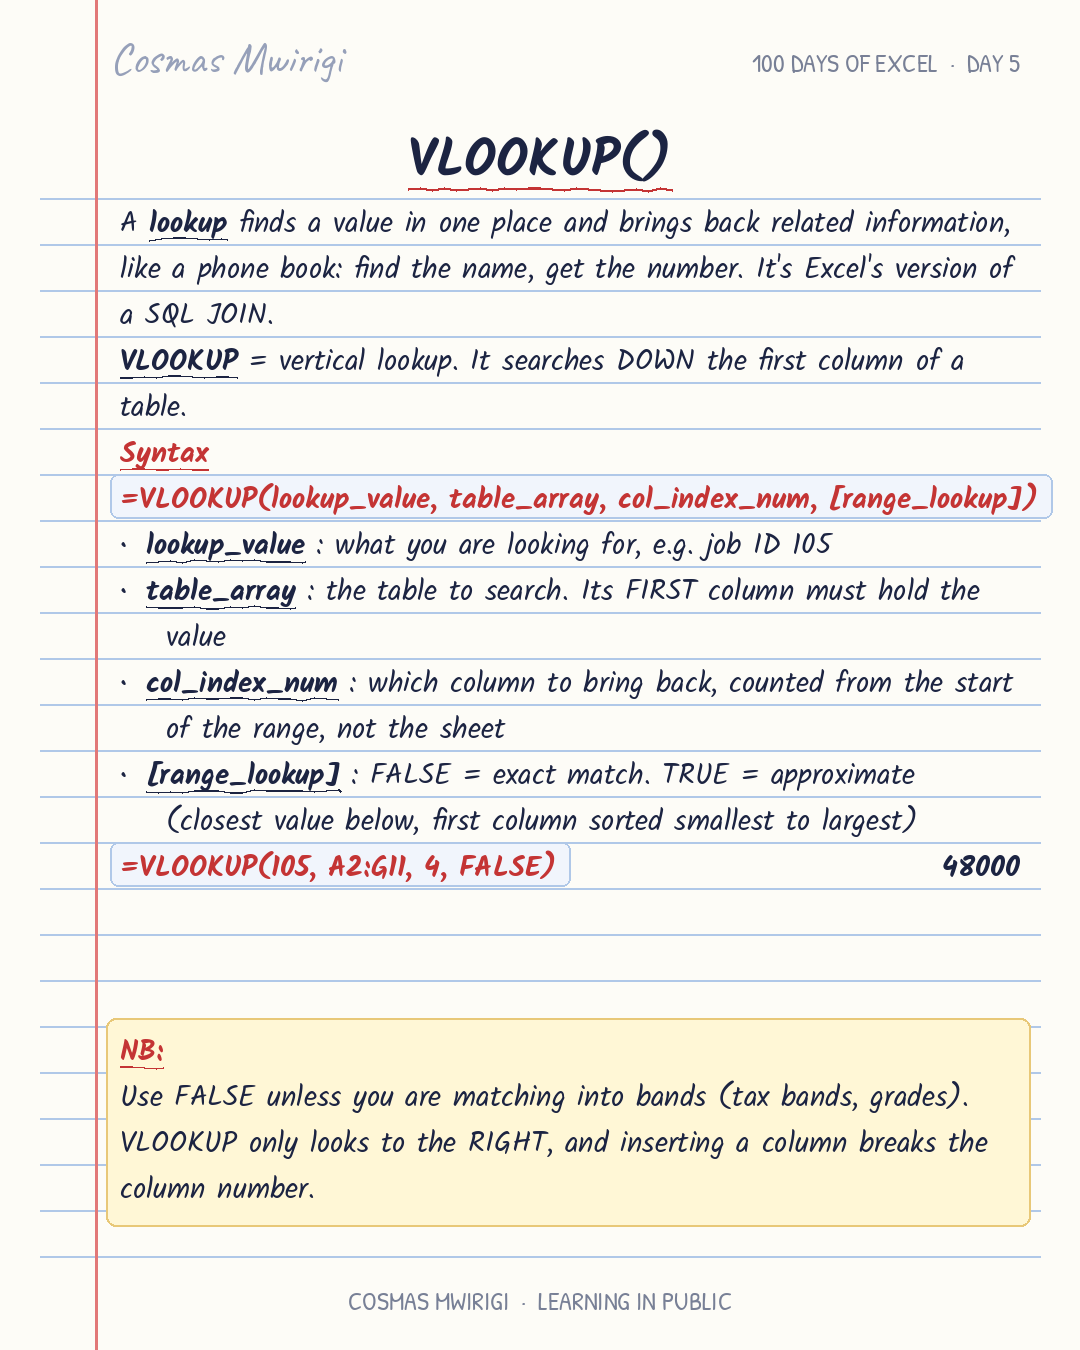 Cosmas Mwirigi
100 DAYS OF EXCEL · DAY 5
VLOOKUP()
A lookup finds a value in one place and brings back related information,
like a phone book: find the name, get the number. It's Excel's version of
a SQL JOIN.
VLOOKUP = vertical lookup. It searches DOWN the first column of a
table.
Syntax
=VLOOKUP(lookup_value, table_array, col_index_num, [range_lookup])
· lookup_value : what you are looking for, e.g. job ID 105
· table_array : the table to search. Its FIRST column must hold the
value
· col_index_num : which column to bring back, counted from the start
of the range, not the sheet
· [range_lookup] : FALSE = exact match. TRUE = approximate
(closest value below, first column sorted smallest to largest)
=VLOOKUP(105, A2:G11, 4, FALSE) 48000
NB:
Use FALSE unless you are matching into bands (tax bands, grades).
VLOOKUP only looks to the RIGHT, and inserting a column breaks the
column number.
COSMAS MWIRIGI · LEARNING IN PUBLIC